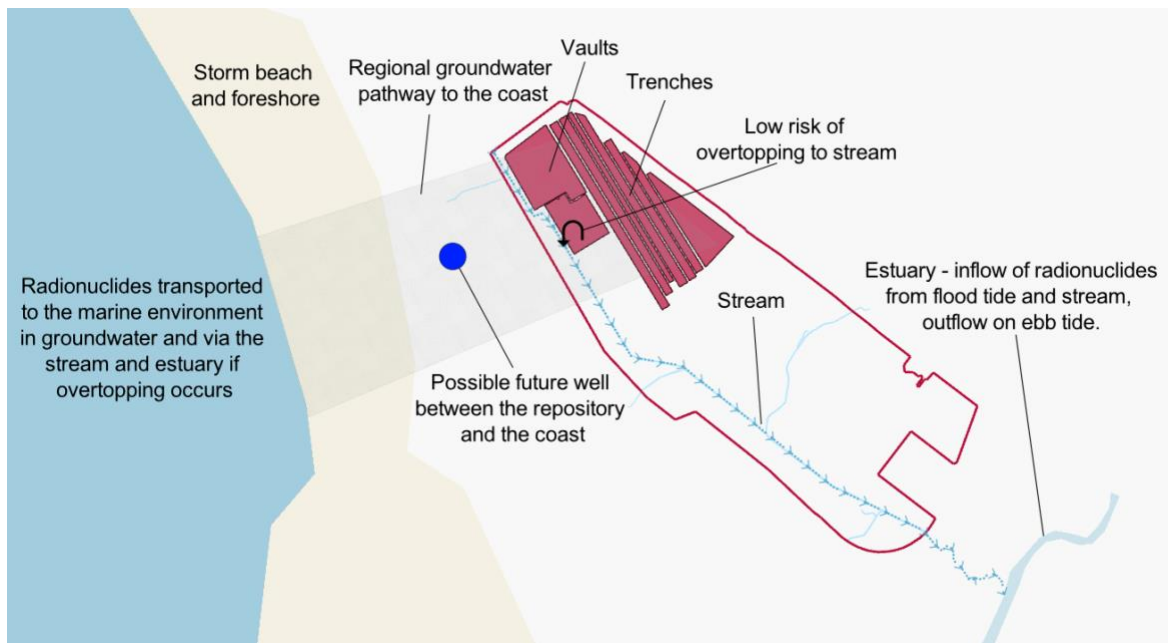 Storm beach
and foreshore
Regional groundwater
pathway to the coast
Vaults
Trenches
Low risk of
overtopping to stream
Radionuclides transported
to the marine environment
in groundwater and via the
stream and estuary if
overtopping occurs
Possible future well
between the repository
and the coast
Stream
Estuary - inflow of radionuclides
from flood tide and stream,
outflow on ebb tide.